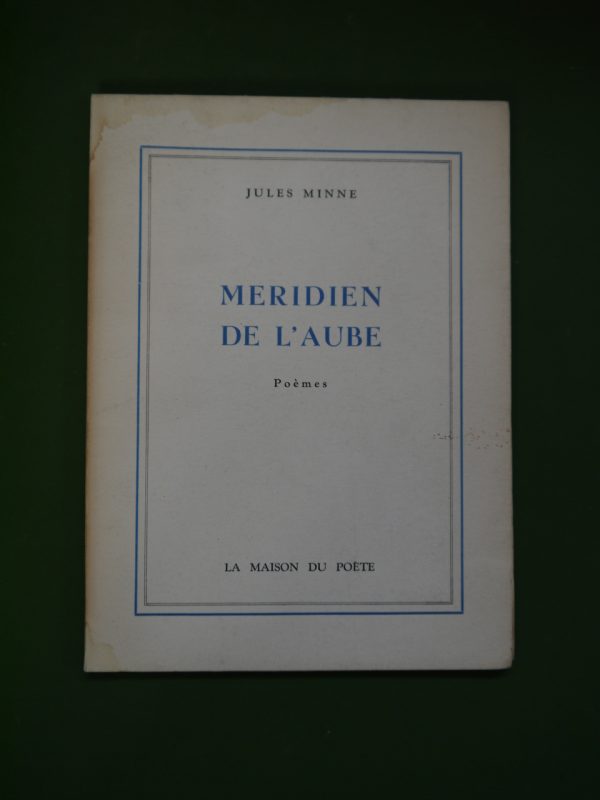 JULES MINNE
MERIDIEN
DE L'AUBE
Poèmes
LA MAISON DU POÈTE